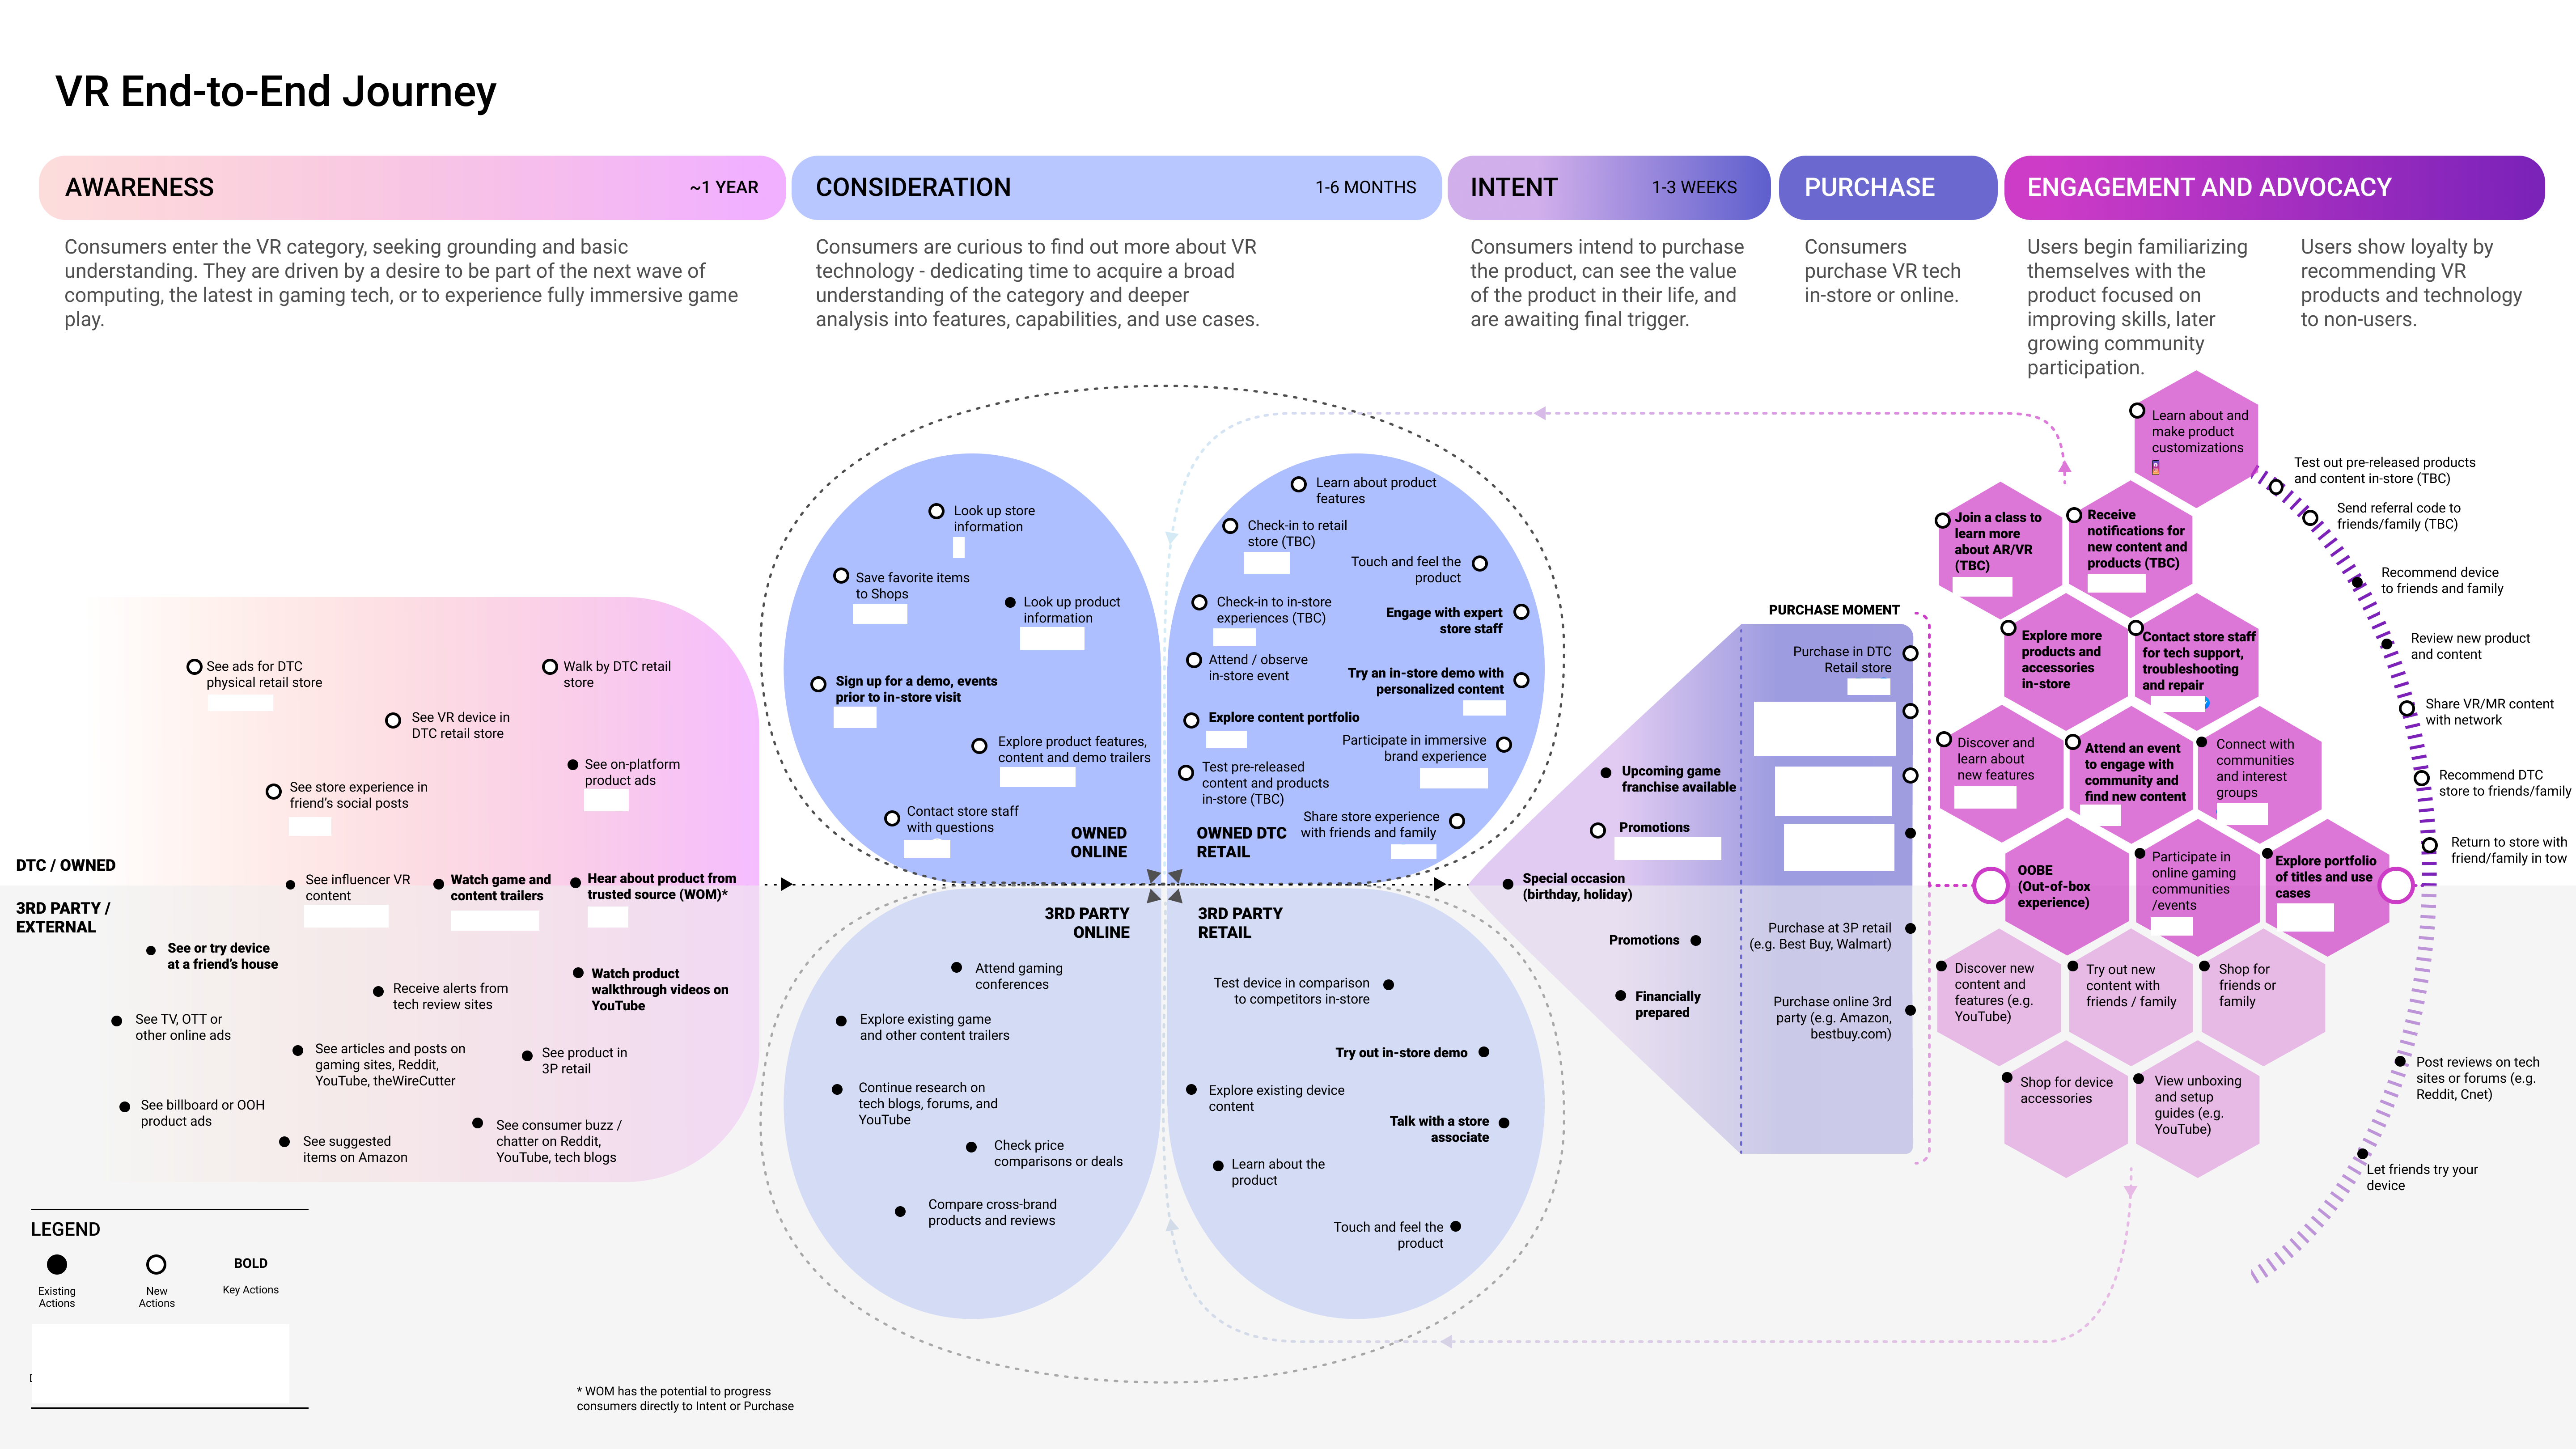 VR End-to-End Journey
AWARENESS
~1 YEAR
Consumers enter the VR category, seeking grounding and basic
understanding. They are driven by a desire to be part of the next wave of
computing, the latest in gaming tech, or to experience fully immersive game
play.
CONSIDERATION
1-6 MONTHS
Consumers are curious to find out more about VR
technology - dedicating time to acquire a broad
understanding of the category and deeper
analysis into features, capabilities, and use cases.
INTENT
1-3 WEEKS
Consumers intend to purchase
the product, can see the value
of the product in their life, and
are awaiting final trigger.
PURCHASE
Consumers
purchase VR tech
in-store or online.
ENGAGEMENT AND ADVOCACY
Users begin familiarizing
themselves with the
product focused on
improving skills, later
growing community
participation.
Users show loyalty by
recommending VR
products and technology
to non-users.
See ads for DTC
physical retail store
Walk by DTC retail
store
See VR device in
DTC retail store
See on-platform
product ads
See store experience in
friend's social posts
DTC / OWNED
3RD PARTY /
EXTERNAL
See influencer VR
content
Watch game and
content trailers
Hear about product from
trusted source (WOM)*
See or try device
at a friend's house
Receive alerts from
tech review sites
Watch product
walkthrough videos on
YouTube
See TV, OTT or
other online ads
See articles and posts on
gaming sites, Reddit,
YouTube, theWireCutter
See product in
3P retail
See billboard or OOH
product ads
See suggested
items on Amazon
See consumer buzz /
chatter on Reddit,
YouTube, tech blogs
Look up store
information
Save favorite items
to Shops
Look up product
information
Sign up for a demo, events
prior to in-store visit
Explore product features,
content and demo trailers
Contact store staff
with questions
OWNED
ONLINE
Learn about product
features
Check-in to retail
store (TBC)
Touch and feel the
product
Check-in to in-store
experiences (TBC)
Engage with expert
store staff
Attend / observe
in-store event
Try an in-store demo with
personalized content
Explore content portfolio
Participate in immersive
brand experience
Test pre-released
content and products
in-store (TBC)
Share store experience
with friends and family
OWNED DTC
RETAIL
3RD PARTY
ONLINE
Attend gaming
conferences
Explore existing game
and other content trailers
Continue research on
tech blogs, forums, and
YouTube
Check price
comparisons or deals
Compare cross-brand
products and reviews
3RD PARTY
RETAIL
Test device in comparison
to competitors in-store
Try out in-store demo
Explore existing device
content
Talk with a store
associate
Learn about the
product
Touch and feel the
product
Upcoming game
franchise available
Promotions
Special occasion
(birthday, holiday)
Promotions
Financially
prepared
PURCHASE MOMENT
Purchase in DTC
Retail store
Purchase at 3P retail
(e.g. Best Buy, Walmart)
Purchase online 3rd
party (e.g. Amazon,
bestbuy.com)
Learn about and
make product
customizations
Join a class to
learn more
about AR/VR
(TBC)
Receive
notifications for
new content and
products (TBC)
Explore more
products and
accessories
in-store
Contact store staff
for tech support,
troubleshooting
and repair
Discover and
learn about
new features
Attend an event
to engage with
community and
find new content
Connect with
communities
and interest
groups
OOBE
(Out-of-box
experience)
Participate in
online gaming
communities
/events
Explore portfolio
of titles and use
cases
Discover new
content and
features (e.g.
YouTube)
Try out new
content with
friends / family
Shop for
friends or
family
Shop for device
accessories
View unboxing
and setup
guides (e.g.
YouTube)
Test out pre-released products
and content in-store (TBC)
Send referral code to
friends/family (TBC)
Recommend device
to friends and family
Review new product
and content
Share VR/MR content
with network
Recommend DTC
store to friends/family
Return to store with
friend/family in tow
Post reviews on tech
sites or forums (e.g.
Reddit, Cnet)
Let friends try your
device
LEGEND
BOLD
Existing
Actions
New
Actions
Key Actions
* WOM has the potential to progress
consumers directly to Intent or Purchase